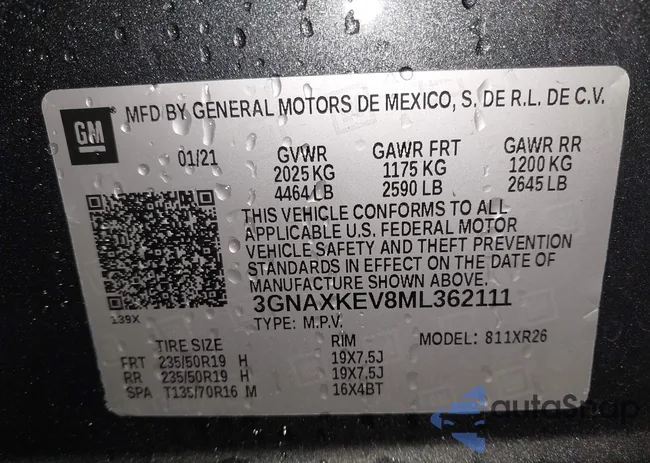 GM MFD BY GENERAL MOTORS DE MEXICO, S. DE R.L. DE C.V.
01/21 GVWR GAWR FRT GAWR RR
2025 KG 1175 KG 1200 KG
4464 LB 2590 LB 2645 LB
THIS VEHICLE CONFORMS TO ALL
APPLICABLE U.S. FEDERAL MOTOR
VEHICLE SAFETY AND THEFT PREVENTION
STANDARDS IN EFFECT ON THE DATE OF
MANUFACTURE SHOWN ABOVE.
3GNAXKEV8ML362111
139X TYPE: M.P.V.
TIRE SIZE RIM MODEL: 811XR26
FRT 235/50R19 H 19X7.5J
RR 235/50R19 H 19X7.5J
SPA T135/70R16 M 16X4BT
autoSnap